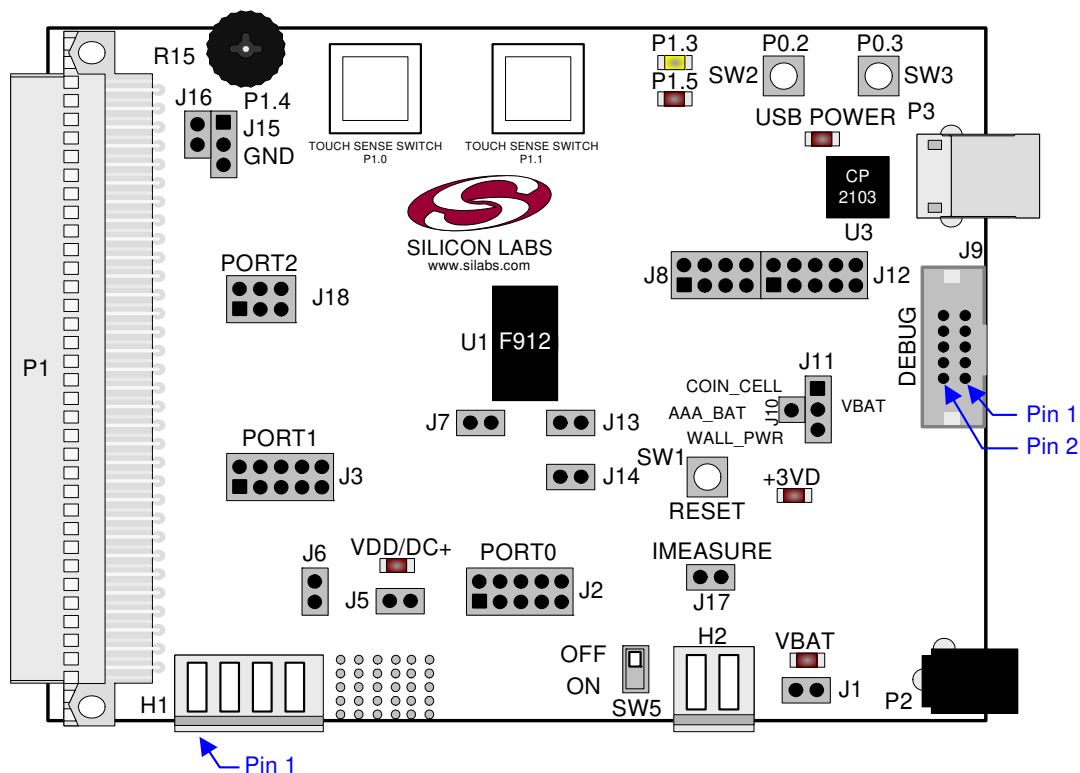 R15
P1.3
P0.2
P0.3
SW2
SW3
P1.5
J16
P1.4
J15
GND
USB POWER
P3
TOUCH SENSE SWITCH
P1.0
TOUCH SENSE SWITCH
P1.1
CP
2103
U3
SILICON LABS
www.silabs.com
PORT2
J18
J8
J12
J9
DEBUG
U1
F912
P1
J11
COIN_CELL
J10
AAA_BAT
VBAT
WALL_PWR
Pin 1
Pin 2
J7
J13
PORT1
J3
J14
SW1
RESET
+3VD
J6
VDD/DC+
J5
PORT0
J2
IMEASURE
J17
H1
OFF
ON
SW5
H2
VBAT
J1
P2
Pin 1